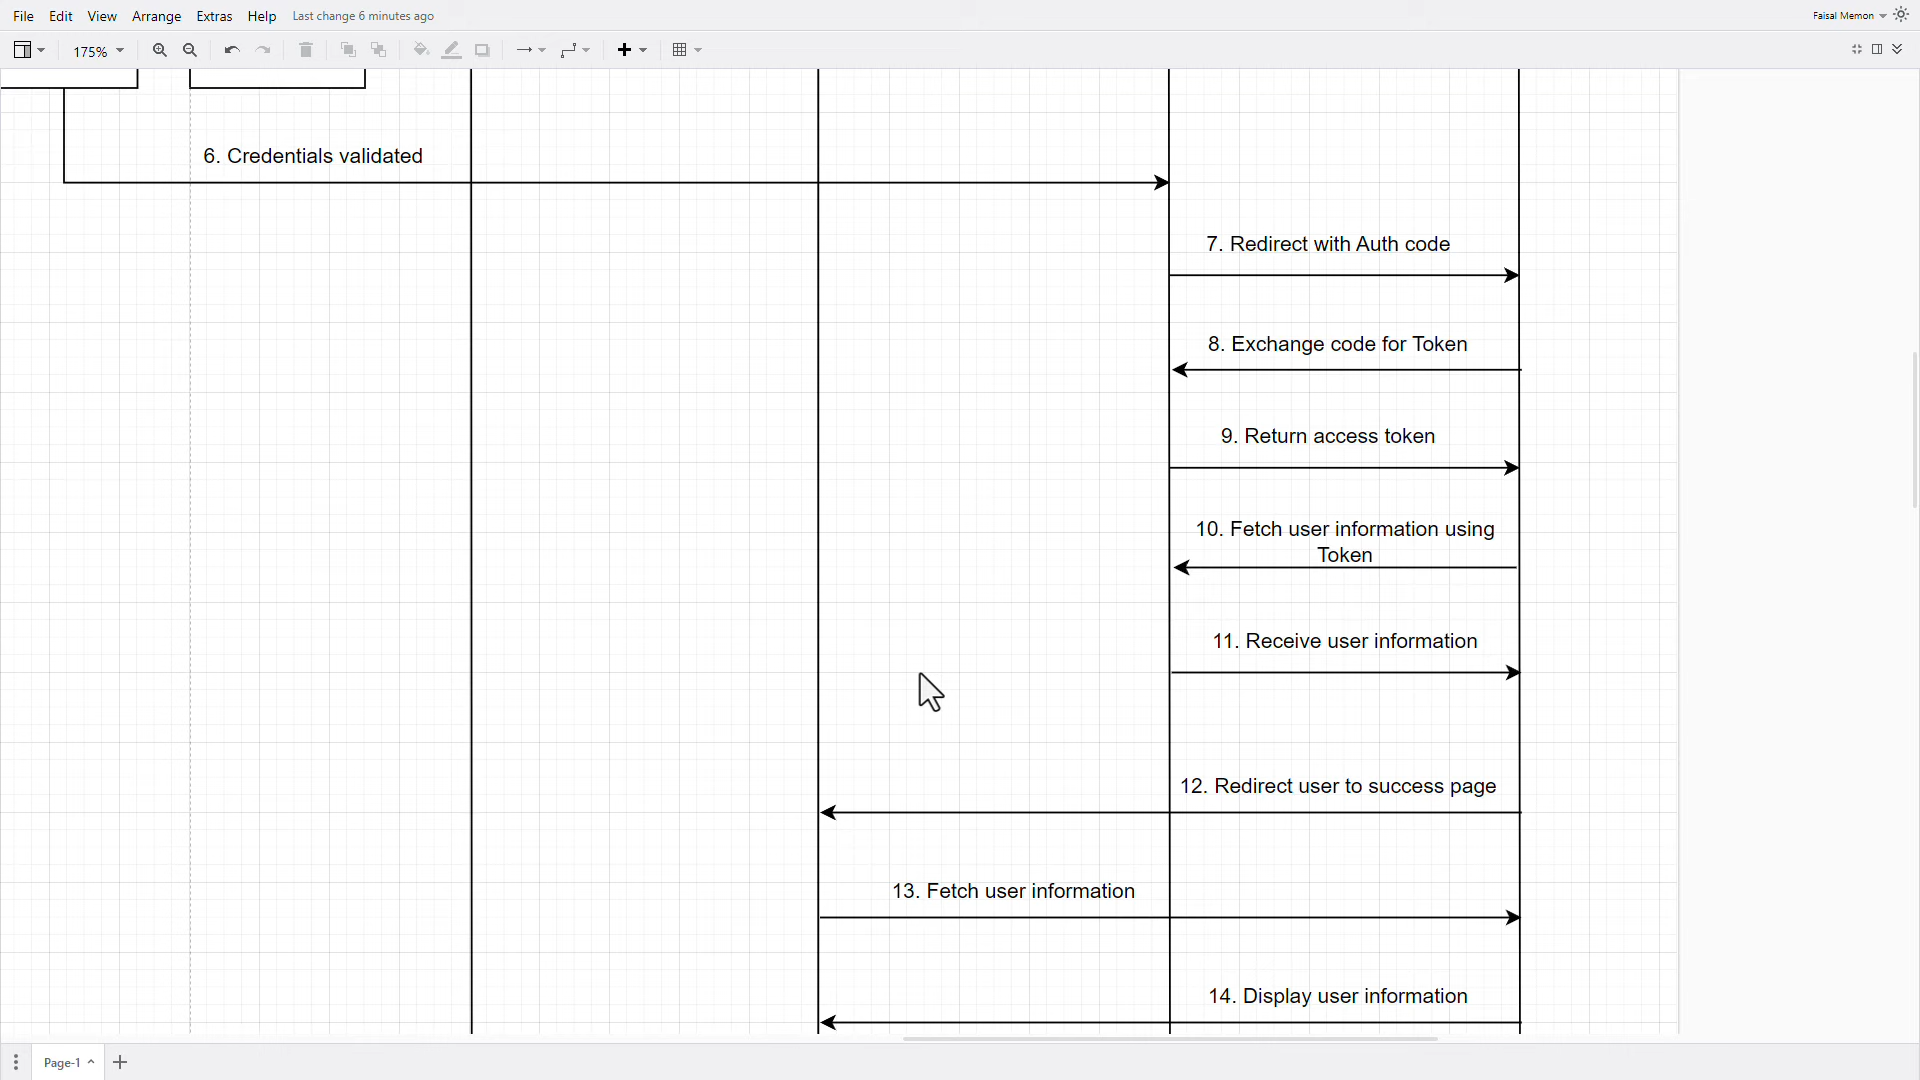 File Edit View Arrange Extras Help Last change 6 minutes ago
Faisal Memon
175%
6. Credentials validated
7. Redirect with Auth code
8. Exchange code for Token
9. Return access token
10. Fetch user information using
Token
11. Receive user information
12. Redirect user to success page
13. Fetch user information
14. Display user information
Page-1